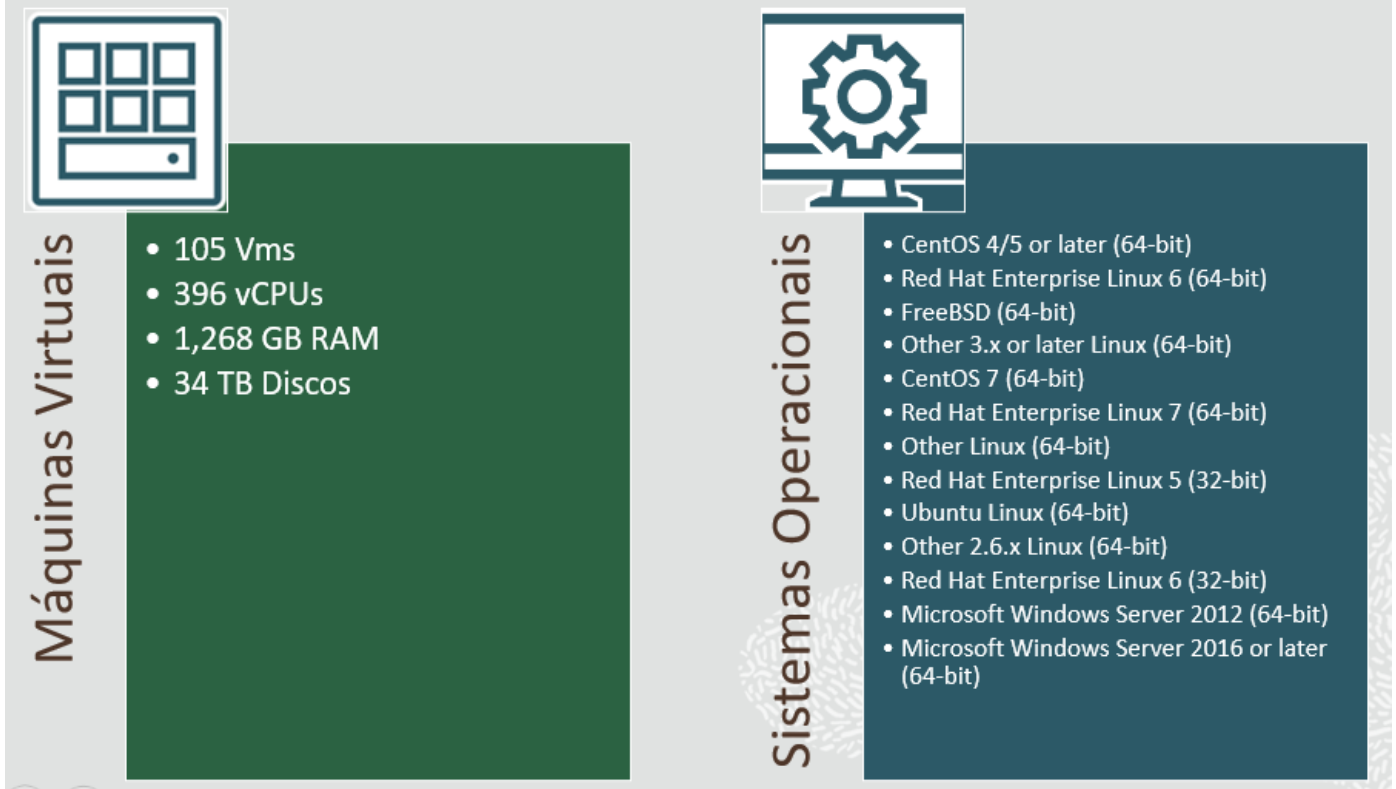 Máquinas Virtuais
• 105 Vms
• 396 vCPUs
• 1,268 GB RAM
• 34 TB Discos
Sistemas Operacionais
• CentOS 4/5 or later (64-bit)
• Red Hat Enterprise Linux 6 (64-bit)
• FreeBSD (64-bit)
• Other 3.x or later Linux (64-bit)
• CentOS 7 (64-bit)
• Red Hat Enterprise Linux 7 (64-bit)
• Other Linux (64-bit)
• Red Hat Enterprise Linux 5 (32-bit)
• Ubuntu Linux (64-bit)
• Other 2.6.x Linux (64-bit)
• Red Hat Enterprise Linux 6 (32-bit)
• Microsoft Windows Server 2012 (64-bit)
• Microsoft Windows Server 2016 or later
(64-bit)